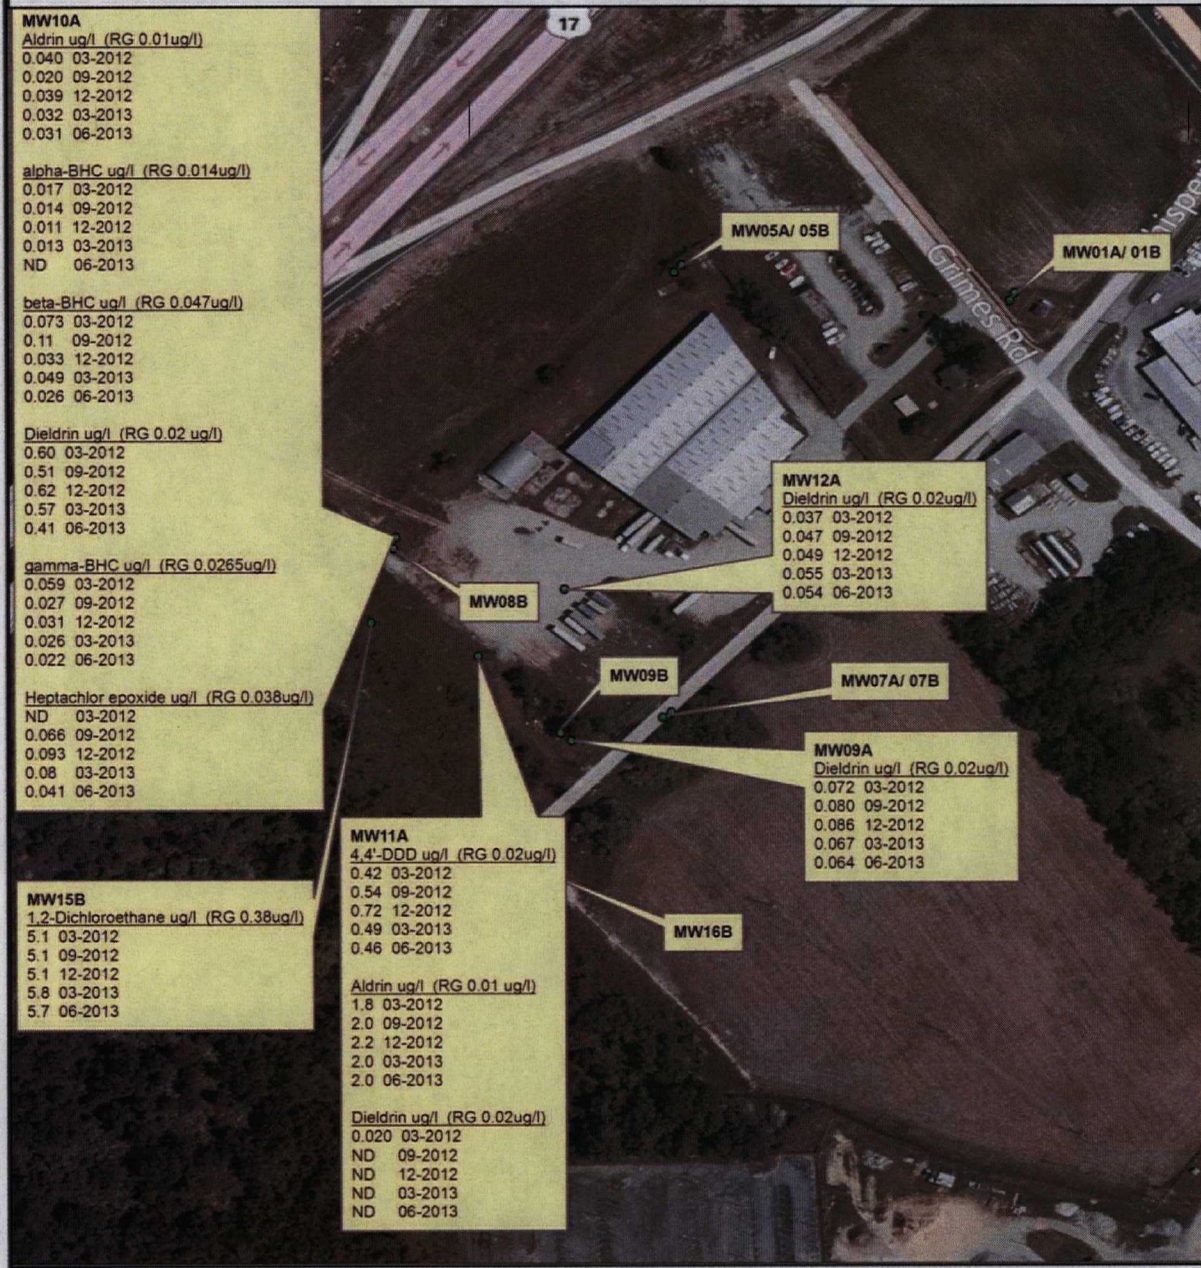 MW10A
Aldrin ug/l (RG 0.01ug/l)
0.040 03-2012
0.020 09-2012
0.039 12-2012
0.032 03-2013
0.031 06-2013
alpha-BHC ug/l (RG 0.014ug/l)
0.017 03-2012
0.014 09-2012
0.011 12-2012
0.013 03-2013
ND 06-2013
beta-BHC ug/l (RG 0.047ug/l)
0.073 03-2012
0.11 09-2012
0.033 12-2012
0.049 03-2013
0.026 06-2013
Dieldrin ug/l (RG 0.02 ug/l)
0.60 03-2012
0.51 09-2012
0.62 12-2012
0.57 03-2013
0.41 06-2013
gamma-BHC ug/l (RG 0.0265ug/l)
0.059 03-2012
0.027 09-2012
0.031 12-2012
0.026 03-2013
0.022 06-2013
Heptachlor epoxide ug/l (RG 0.038ug/l)
ND 03-2012
0.066 09-2012
0.093 12-2012
0.08 03-2013
0.041 06-2013
17
MW05A/ 05B
MW01A/ 01B
Grimes Rd
MW12A
Dieldrin ug/l (RG 0.02ug/l)
0.037 03-2012
0.047 09-2012
0.049 12-2012
0.055 03-2013
0.054 06-2013
MW08B
MW09B
MW07A/ 07B
MW09A
Dieldrin ug/l (RG 0.02ug/l)
0.072 03-2012
0.080 09-2012
0.086 12-2012
0.067 03-2013
0.064 06-2013
MW15B
1,2-Dichloroethane ug/l (RG 0.38ug/l)
5.1 03-2012
5.1 09-2012
5.1 12-2012
5.8 03-2013
5.7 06-2013
MW11A
4,4'-DDD ug/l (RG 0.02ug/l)
0.42 03-2012
0.54 09-2012
0.72 12-2012
0.49 03-2013
0.46 06-2013
Aldrin ug/l (RG 0.01 ug/l)
1.8 03-2012
2.0 09-2012
2.2 12-2012
2.0 03-2013
2.0 06-2013
Dieldrin ug/l (RG 0.02ug/l)
0.020 03-2012
ND 09-2012
ND 12-2012
ND 03-2013
ND 06-2013
MW16B